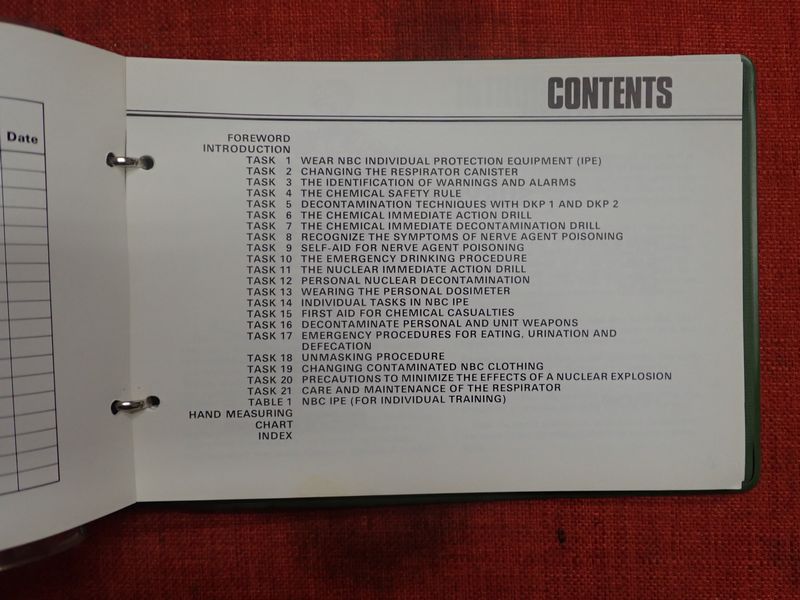 Date
CONTENTS
FOREWORD
INTRODUCTION
TASK 1 WEAR NBC INDIVIDUAL PROTECTION EQUIPMENT (IPE)
TASK 2 CHANGING THE RESPIRATOR CANISTER
TASK 3 THE IDENTIFICATION OF WARNINGS AND ALARMS
TASK 4 THE CHEMICAL SAFETY RULE
TASK 5 DECONTAMINATION TECHNIQUES WITH DKP 1 AND DKP 2
TASK 6 THE CHEMICAL IMMEDIATE ACTION DRILL
TASK 7 THE CHEMICAL IMMEDIATE DECONTAMINATION DRILL
TASK 8 RECOGNIZE THE SYMPTOMS OF NERVE AGENT POISONING
TASK 9 SELF-AID FOR NERVE AGENT POISONING
TASK 10 THE EMERGENCY DRINKING PROCEDURE
TASK 11 THE NUCLEAR IMMEDIATE ACTION DRILL
TASK 12 PERSONAL NUCLEAR DECONTAMINATION
TASK 13 WEARING THE PERSONAL DOSIMETER
TASK 14 INDIVIDUAL TASKS IN NBC IPE
TASK 15 FIRST AID FOR CHEMICAL CASUALTIES
TASK 16 DECONTAMINATE PERSONAL AND UNIT WEAPONS
TASK 17 EMERGENCY PROCEDURES FOR EATING, URINATION AND
DEFECATION
TASK 18 UNMASKING PROCEDURE
TASK 19 CHANGING CONTAMINATED NBC CLOTHING
TASK 20 PRECAUTIONS TO MINIMIZE THE EFFECTS OF A NUCLEAR EXPLOSION
TASK 21 CARE AND MAINTENANCE OF THE RESPIRATOR
TABLE 1 NBC IPE (FOR INDIVIDUAL TRAINING)
HAND MEASURING
CHART
INDEX